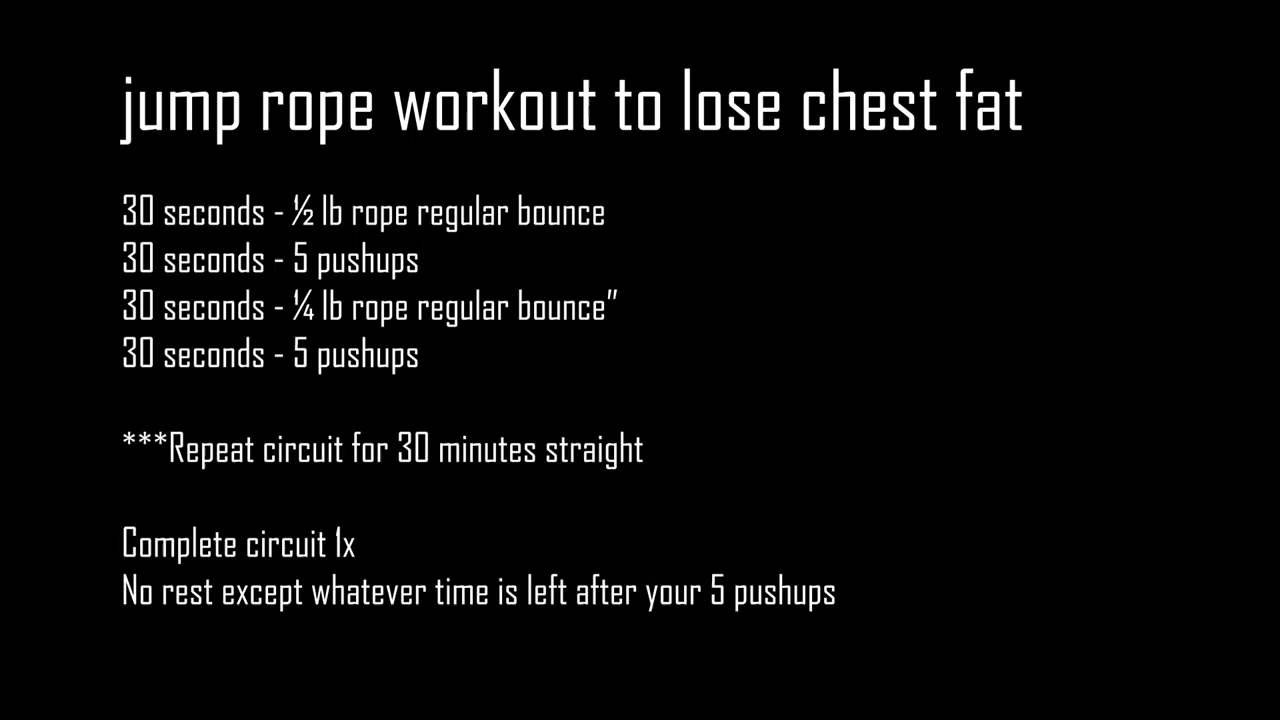 jump rope workout to lose chest fat
30 seconds - ½ lb rope regular bounce
30 seconds - 5 pushups
30 seconds - ¼ lb rope regular bounce”
30 seconds - 5 pushups
***Repeat circuit for 30 minutes straight
Complete circuit 1x
No rest except whatever time is left after your 5 pushups